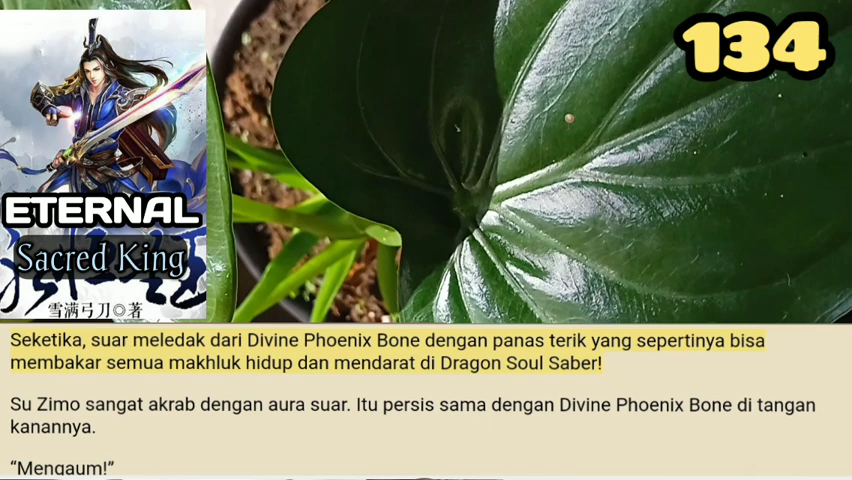 134
ETERNAL
Sacred King
雪满弓刀◎著
Seketika, suar meledak dari Divine Phoenix Bone dengan panas terik yang sepertinya bisa
membakar semua makhluk hidup dan mendarat di Dragon Soul Saber!
Su Zimo sangat akrab dengan aura suar. Itu persis sama dengan Divine Phoenix Bone di tangan
kanannya.
“Mengaum!”